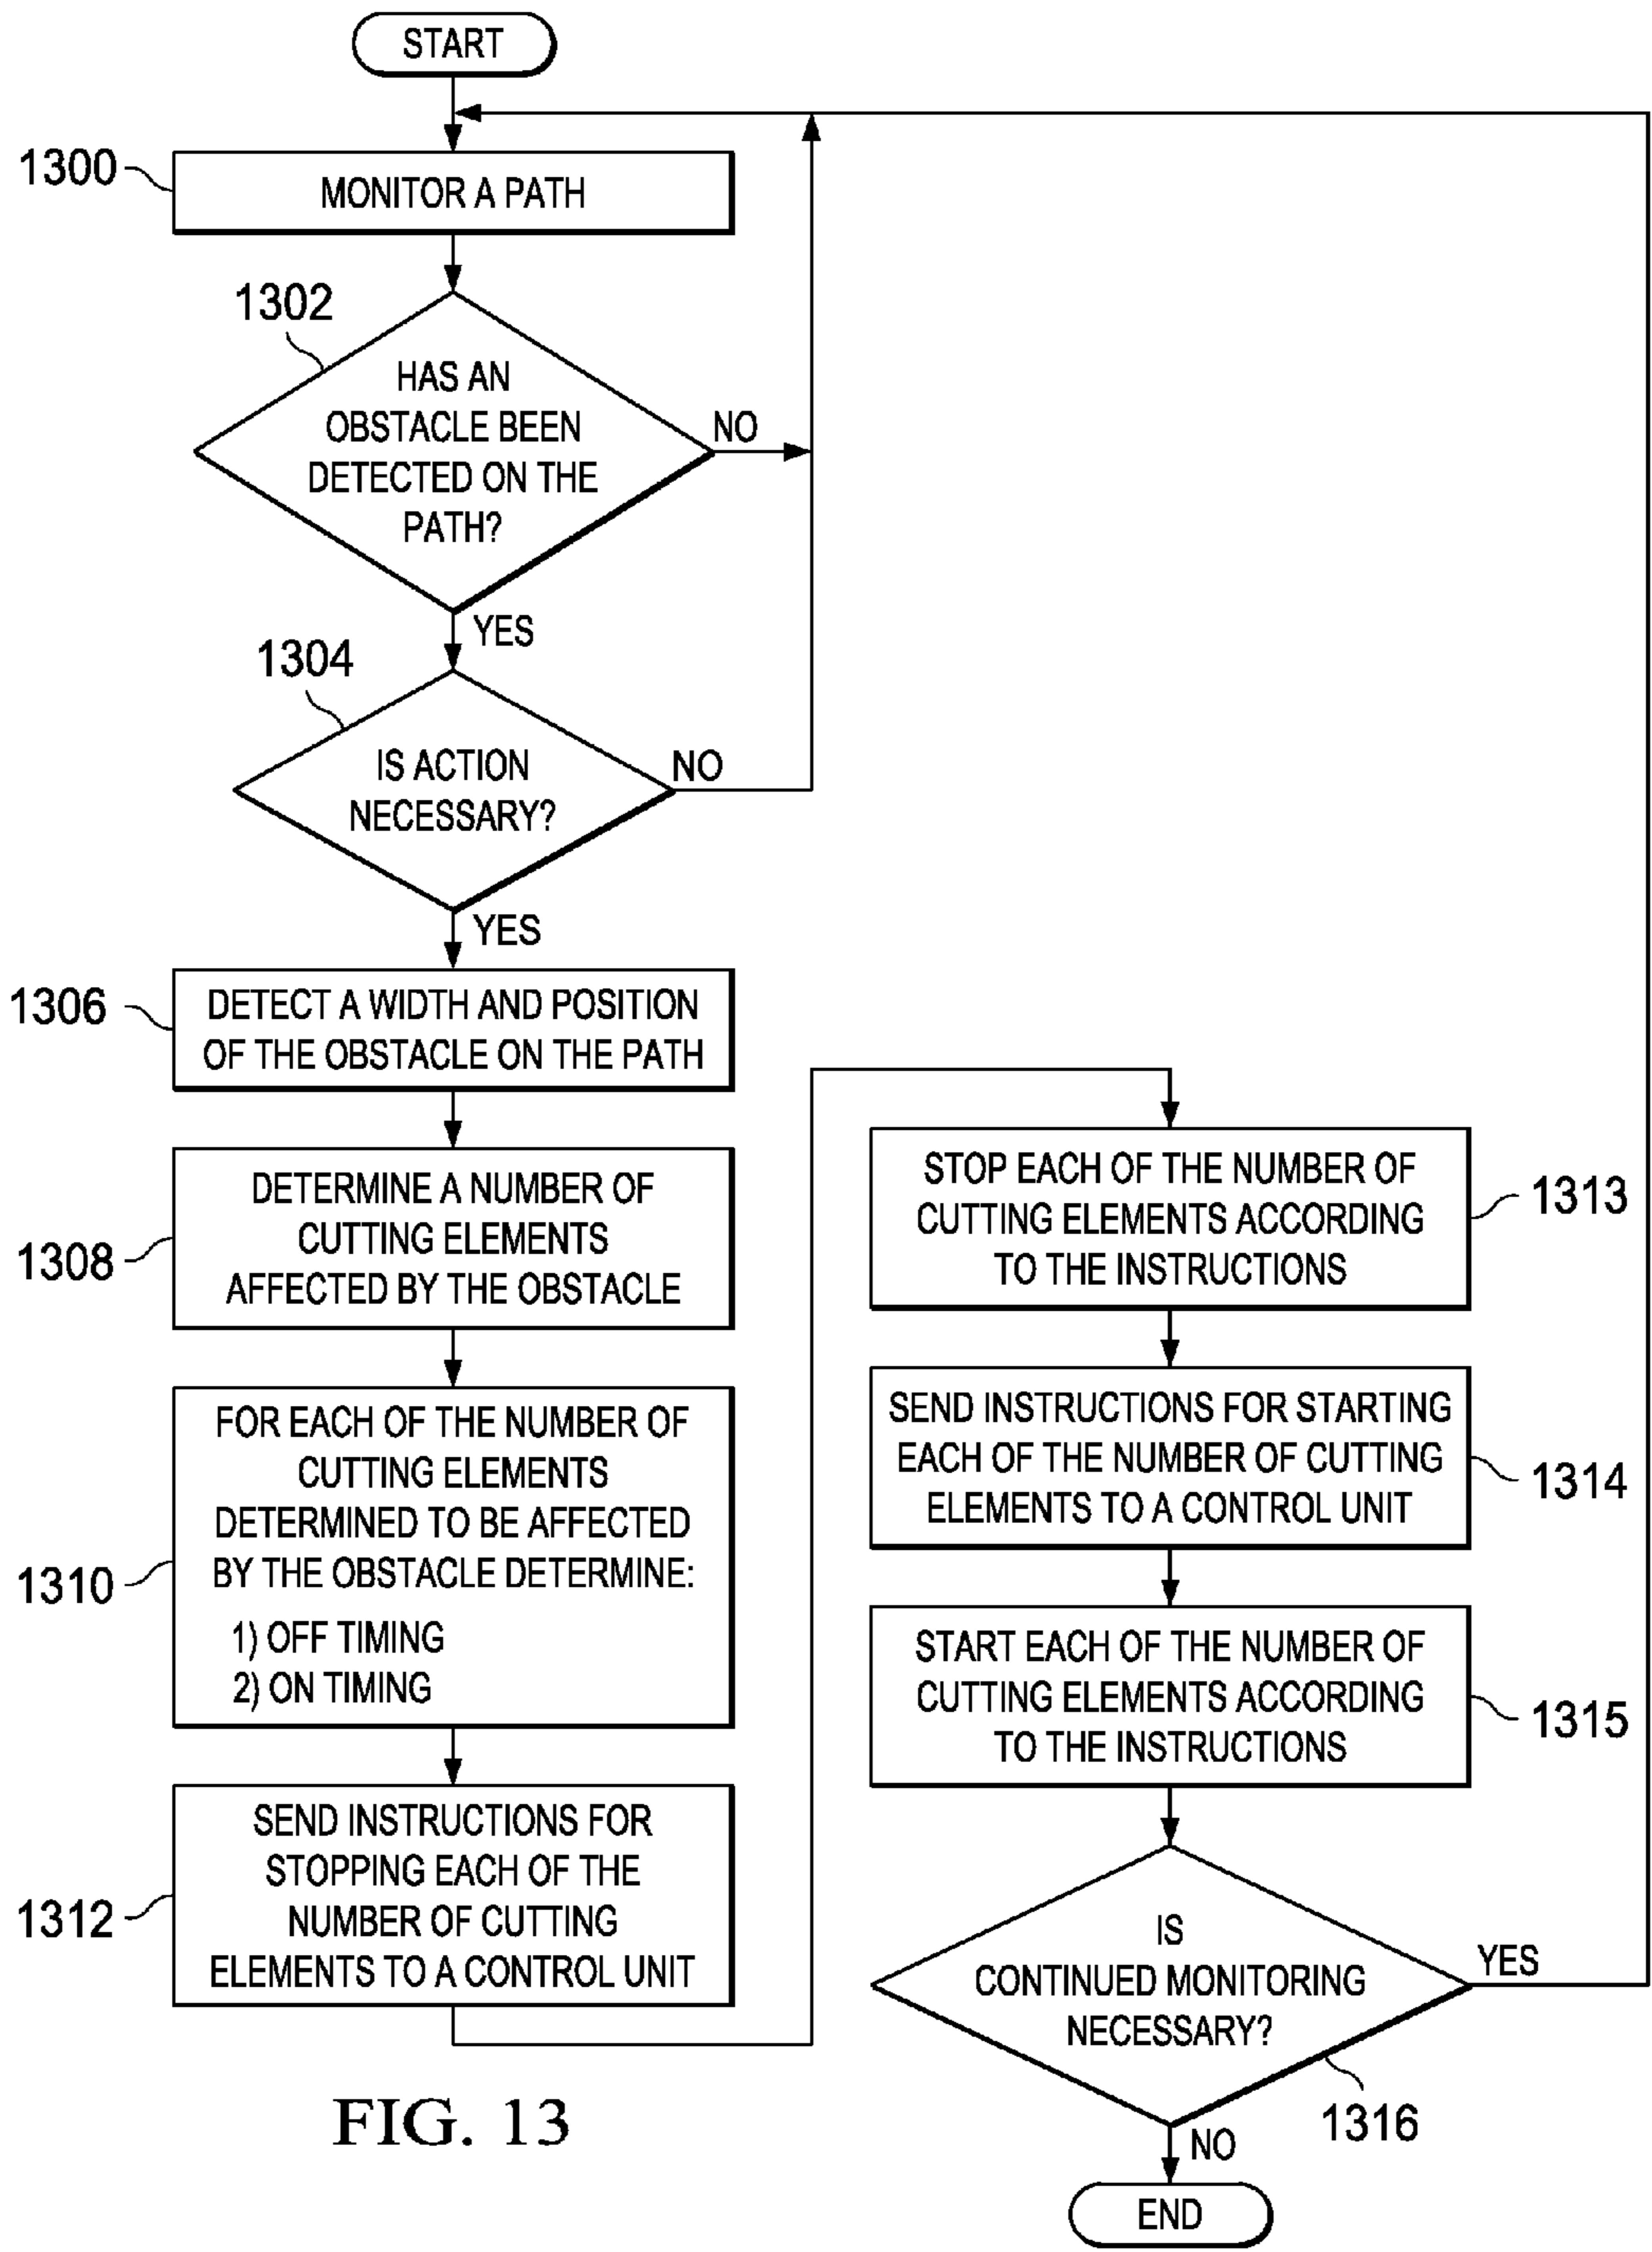 START
1300
MONITOR A PATH
1302
HAS AN
OBSTACLE BEEN
DETECTED ON THE
PATH?
NO
YES
1304
IS ACTION
NECESSARY?
NO
YES
1306
DETECT A WIDTH AND POSITION
OF THE OBSTACLE ON THE PATH
1308
DETERMINE A NUMBER OF
CUTTING ELEMENTS
AFFECTED BY THE OBSTACLE
1310
FOR EACH OF THE NUMBER OF
CUTTING ELEMENTS
DETERMINED TO BE AFFECTED
BY THE OBSTACLE DETERMINE:
1) OFF TIMING
2) ON TIMING
1312
SEND INSTRUCTIONS FOR
STOPPING EACH OF THE
NUMBER OF CUTTING
ELEMENTS TO A CONTROL UNIT
STOP EACH OF THE NUMBER OF
CUTTING ELEMENTS ACCORDING
TO THE INSTRUCTIONS
1313
SEND INSTRUCTIONS FOR STARTING
EACH OF THE NUMBER OF CUTTING
ELEMENTS TO A CONTROL UNIT
1314
START EACH OF THE NUMBER OF
CUTTING ELEMENTS ACCORDING
TO THE INSTRUCTIONS
1315
IS
CONTINUED MONITORING
NECESSARY?
YES
1316
NO
END
FIG. 13